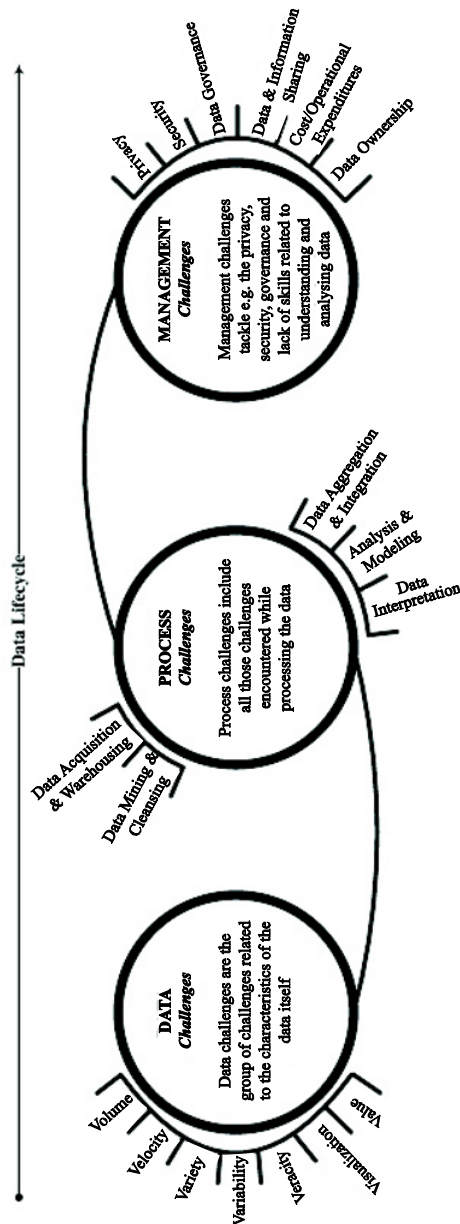 Data Lifecycle
Volume
Velocity
Variety
Variability
Veracity
Visualization
Value
DATA
Challenges
Data challenges are the
group of challenges related
to the characteristics of the
data itself
Data Acquisition
& Warehousing
Data Mining &
Cleansing
PROCESS
Challenges
Process challenges include
all those challenges
encountered while
processing the data
Data Aggregation
& Integration
Analysis &
Modeling
Data
Interpretation
MANAGEMENT
Challenges
Management challenges
tackle e.g. the privacy,
security, governance and
lack of skills related to
understanding and
analysing data
Privacy
Security
Data Governance
Data & Information
Sharing
Cost/Operational
Expenditures
Data Ownership